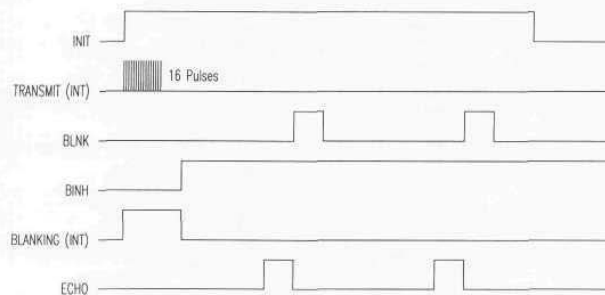 INIT
16 Pulses
TRANSMIT (INT)
BLNK
BINH
BLANKING (INT)
ECHO